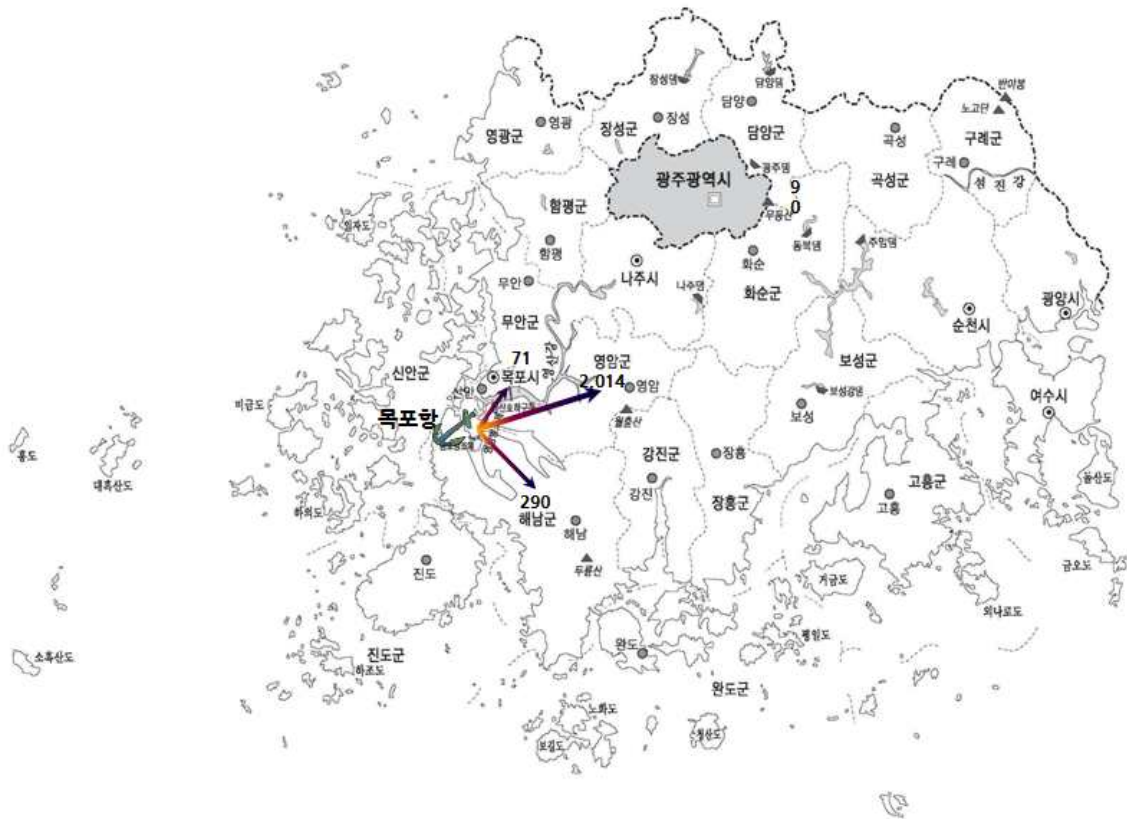 장성댐
담양댐
반야봉
담양
노고단
영광
장성
영광군
장성군
담양군
곡성
구례군
광주댐
구례
광주광역시
곡성군
섬진강
9
0
함평군
무등산
임자도
동복댐
주암댐
함평
화순
나주시
무안
나주댐
화순군
광양시
순천시
무안군
영산강
71
영암군
보성군
신안군
목포시
2,014
영암
신안
보성강댐
여수시
비금도
목포항
월출산
보성
홍도
강진군
장흥
대흑산도
강진
고흥군
돌산도
290
장흥군
고흥
하의도
해남군
해남
진도
두륜산
금오도
거금도
외나로도
평일도
완도
소흑산도
진도군
하조도
완도군
노화도
보길도
청산도